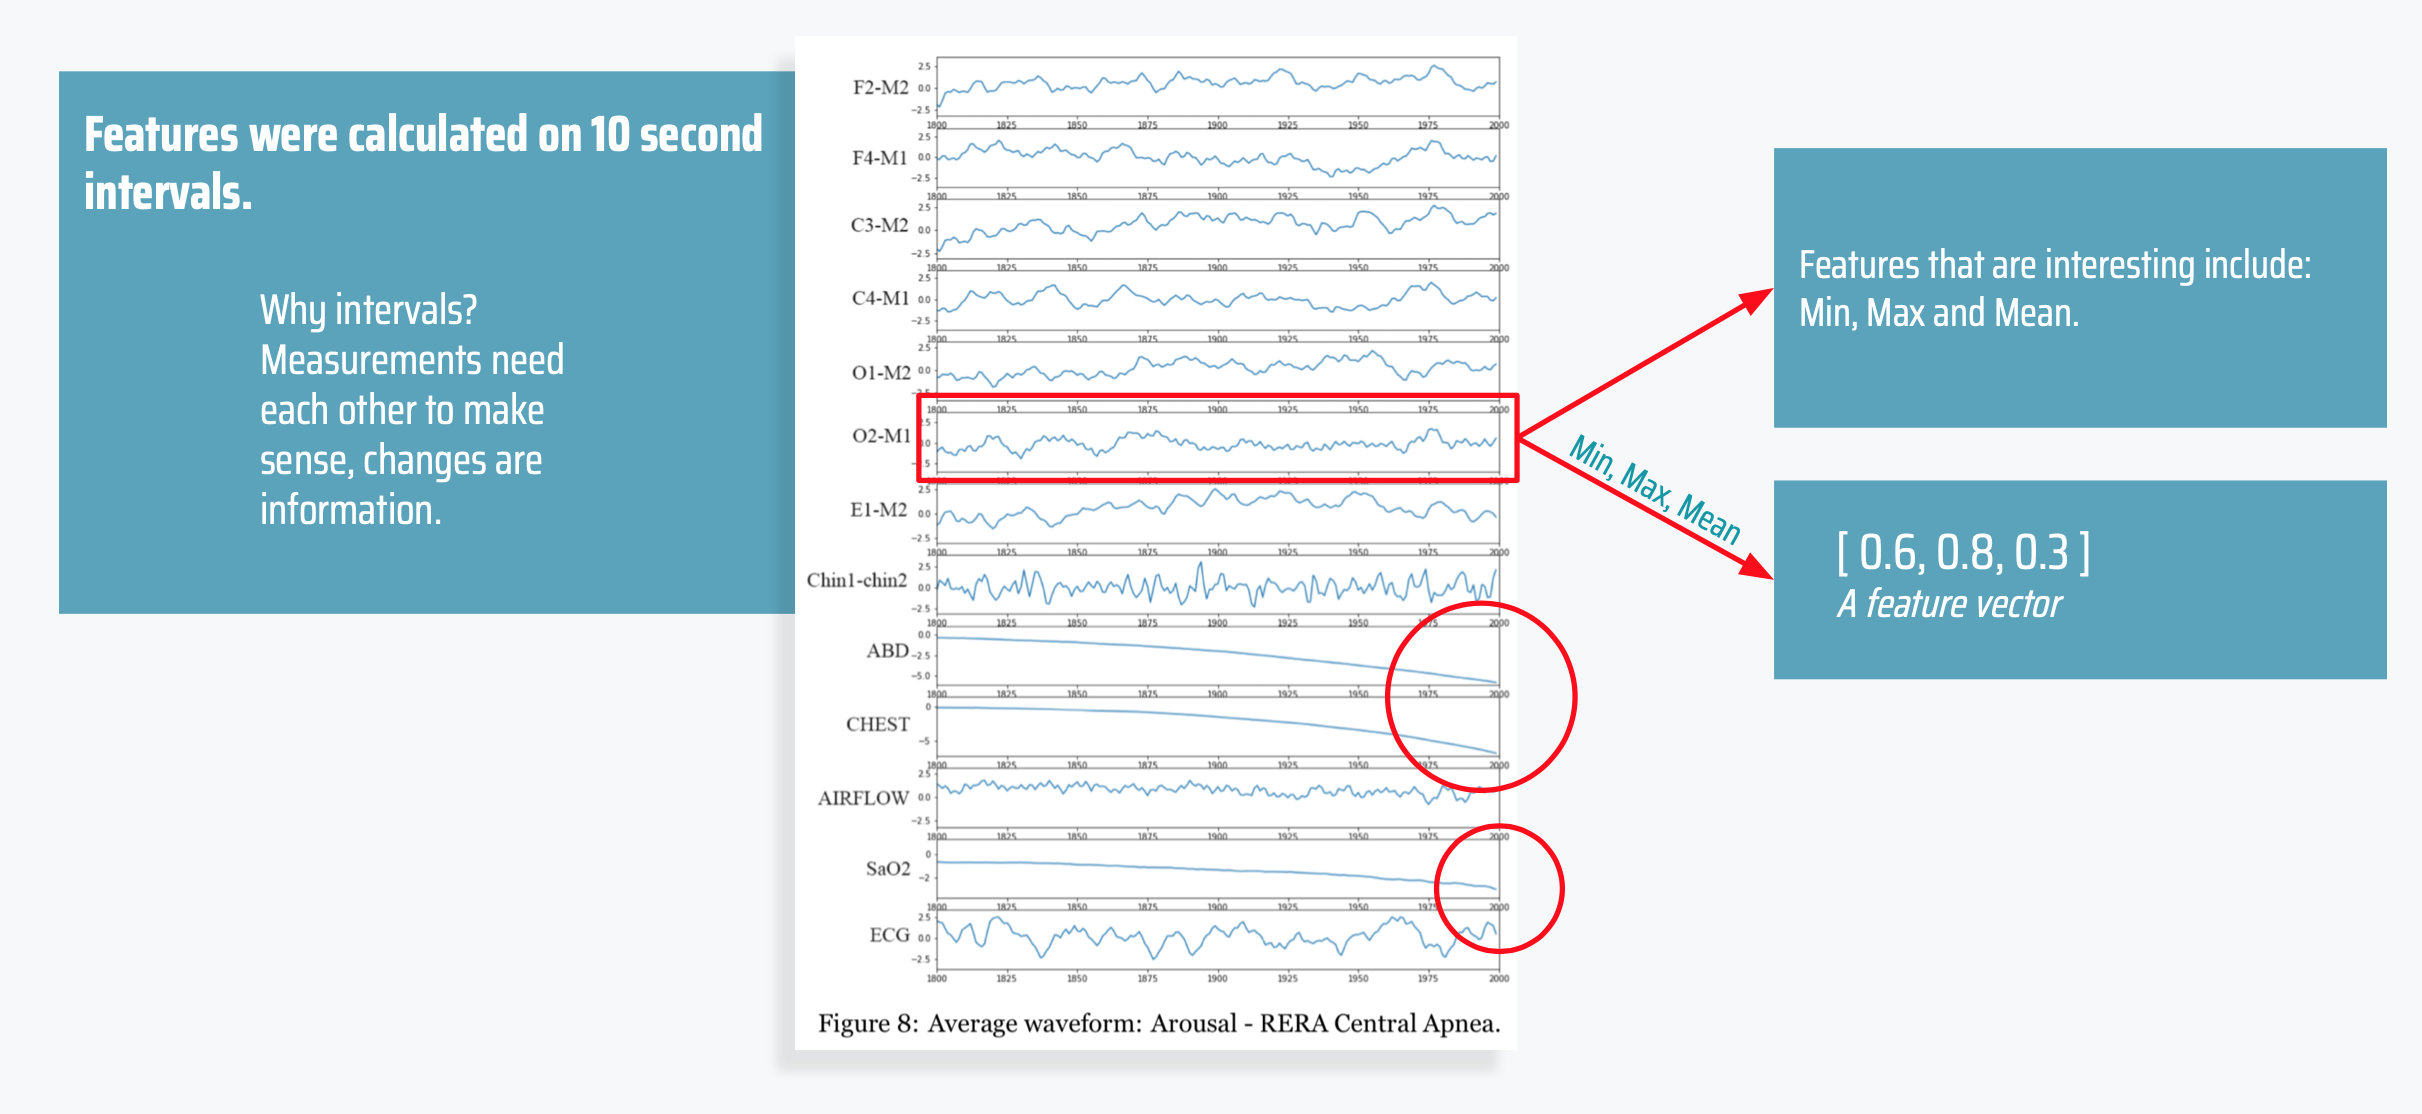 Features were calculated on 10 second
intervals.
Why intervals?
Measurements need
each other to make
sense, changes are
information.
F2-M2
2.5
0.0
−2.5
1800 1825 1850 1875 1900 1925 1950 1975 2000
F4-M1
2.5
0.0
−2.5
1800 1825 1850 1875 1900 1925 1950 1975 2000
C3-M2
2.5
0.0
−2.5
1800 1825 1850 1875 1900 1925 1950 1975 2000
C4-M1
2.5
0.0
−2.5
1800 1825 1850 1875 1900 1925 1950 1975 2000
O1-M2
2.5
0.0
1800 1825 1850 1875 1900 1925 1950 1975 2000
O2-M1
E1-M2
2.5
0.0
−2.5
1800 1825 1850 1875 1900 1925 1950 1975 2000
Chin1-chin2
2.5
0.0
−2.5
1800 1825 1850 1875 1900 1925 1950 1975 2000
ABD
0.0
−2.5
−5.0
1800 1825 1850 1875 1900 1925 1950 1975 2000
CHEST
0
−5
1800 1825 1850 1875 1900 1925 1950 1975 2000
AIRFLOW
2.5
0.0
−2.5
1800 1825 1850 1875 1900 1925 1950 1975 2000
SaO2
0
−2
1800 1825 1850 1875 1900 1925 1950 1975 2000
ECG
2.5
0.0
−2.5
1800 1825 1850 1875 1900 1925 1950 1975 2000
Figure 8: Average waveform: Arousal - RERA Central Apnea.
Features that are interesting include:
Min, Max and Mean.
Min, Max, Mean
[ 0.6, 0.8, 0.3 ]
A feature vector